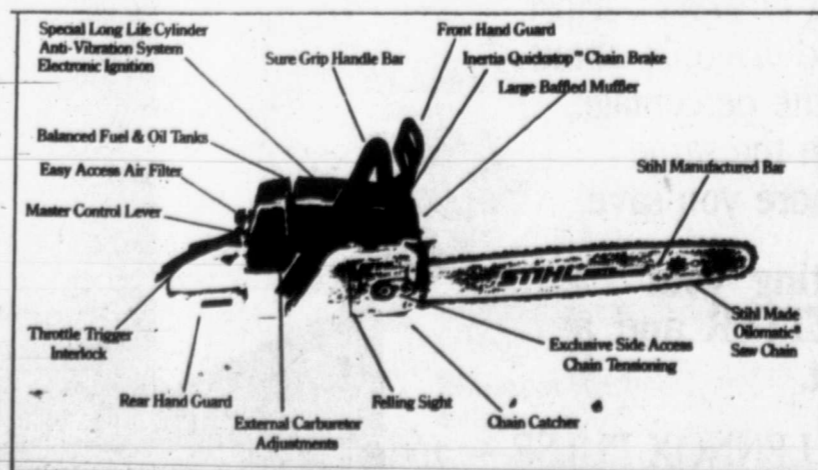 Special Long Life Cylinder
Anti-Vibration System
Electronic Ignition
Sure Grip Handle Bar
Front Hand Guard
Inertia Quickstop™ Chain Brake
Large Baffled Muffler
Balanced Fuel & Oil Tanks
Easy Access Air Filter
Master Control Lever
Stihl Manufactured Bar
STIHL
Throttle Trigger
Interlock
Rear Hand Guard
External Carburetor
Adjustments
Felling Sight
Chain Catcher
Exclusive Side Access
Chain Tensioning
Stihl Made
Oilomatic®
Saw Chain